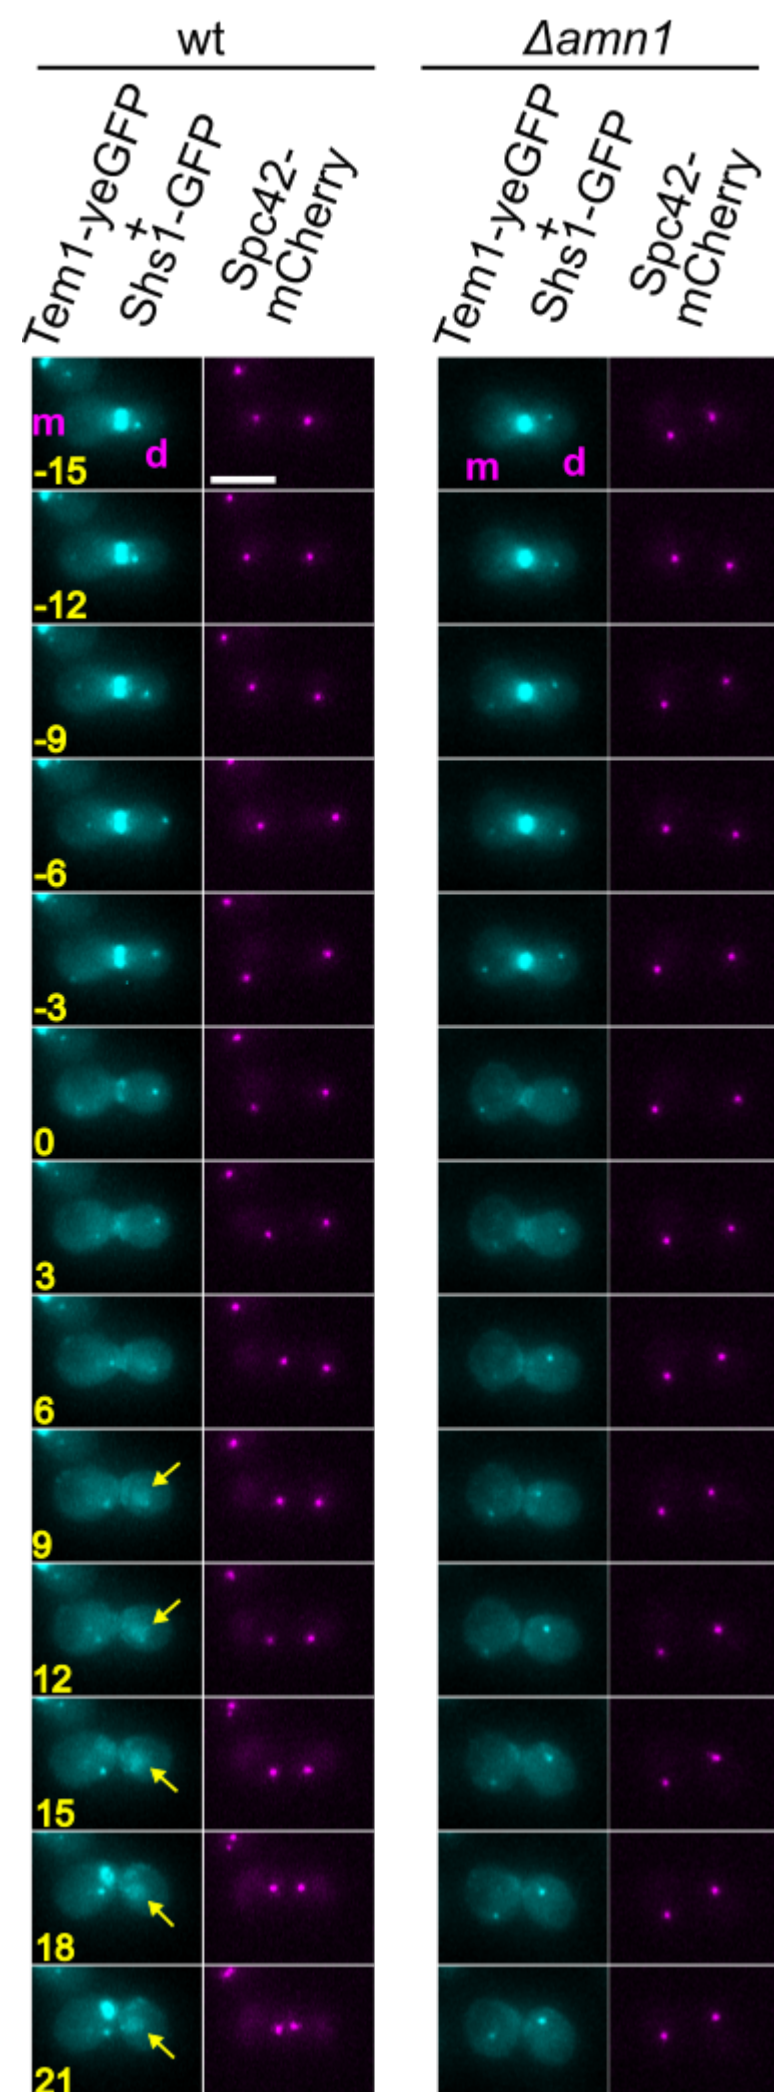 wt
Δamn1
Tem1-yeGFP
+
Shs1-GFP
Spc42-
mCherry
Tem1-yeGFP
+
Shs1-GFP
Spc42-
mCherry
m
d
-15
m
d
-12
-9
-6
-3
0
3
6
9
12
15
18
21